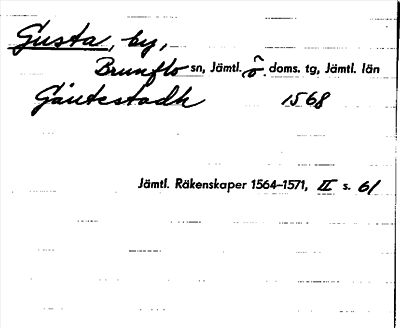 Gusta, by,
Brunflo sn, Jämtl. ö. doms. tg, Jämtl. län
Gäutestadh 1568
Jämtl. Räkenskaper 1564–1571, II s. 61